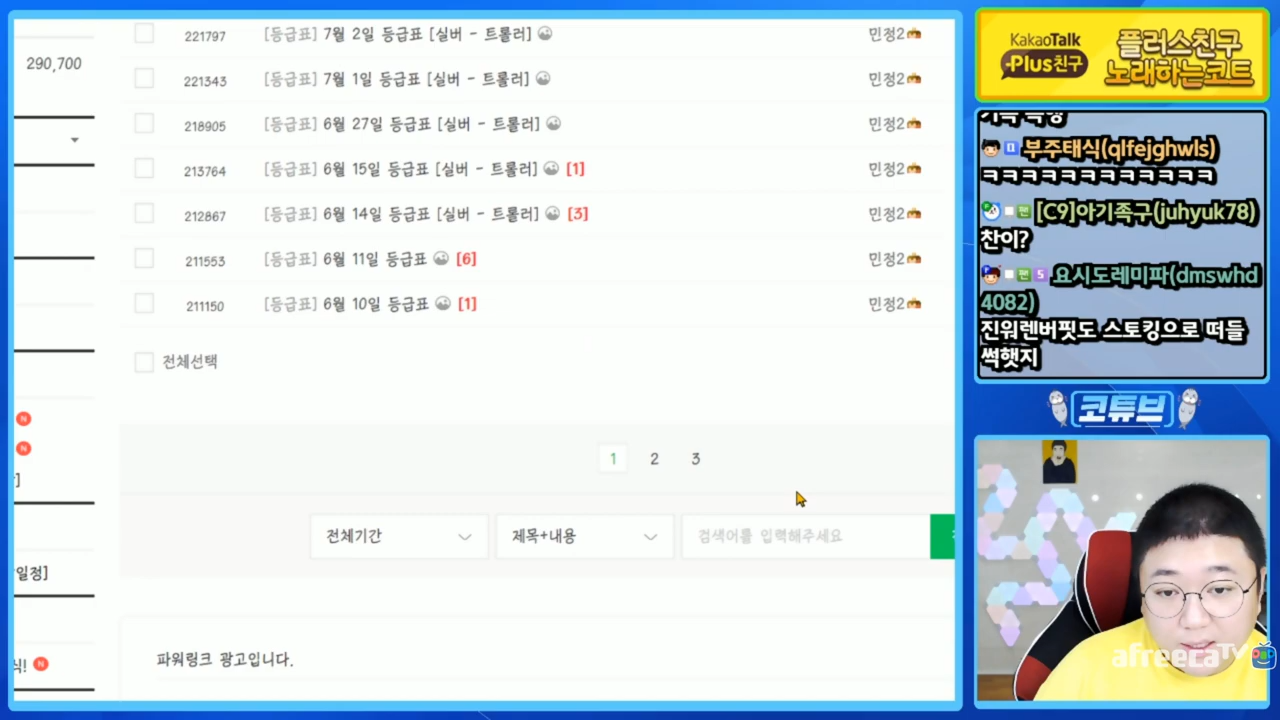 290,700
221797 [등급표] 7월 2일 등급표 [실버 - 트롤러] 민정2
221343 [등급표] 7월 1일 등급표 [실버 - 트롤러] 민정2
218905 [등급표] 6월 27일 등급표 [실버 - 트롤러] 민정2
213764 [등급표] 6월 15일 등급표 [실버 - 트롤러] [1] 민정2
212867 [등급표] 6월 14일 등급표 [실버 - 트롤러] [3] 민정2
211553 [등급표] 6월 11일 등급표 [6] 민정2
211150 [등급표] 6월 10일 등급표 [1] 민정2
전체선택
N
N
1 2 3
전체기간 제목+내용 검색어를 입력해주세요
일정]
N
파워링크 광고입니다.
KakaoTalk
Plus친구
플러스친구
노래하는코트
부주태식(qlfejghwls)
ㅋㅋㅋㅋㅋㅋㅋㅋㅋㅋㅋㅋ
팬 [C9]아기족구(juhyuk78)
찬이?
팬 S 요시도레미파(dmswhd
4082)
진워렌버핏도 스토킹으로 떠들
썩햇지
코튜브
afreecaTV